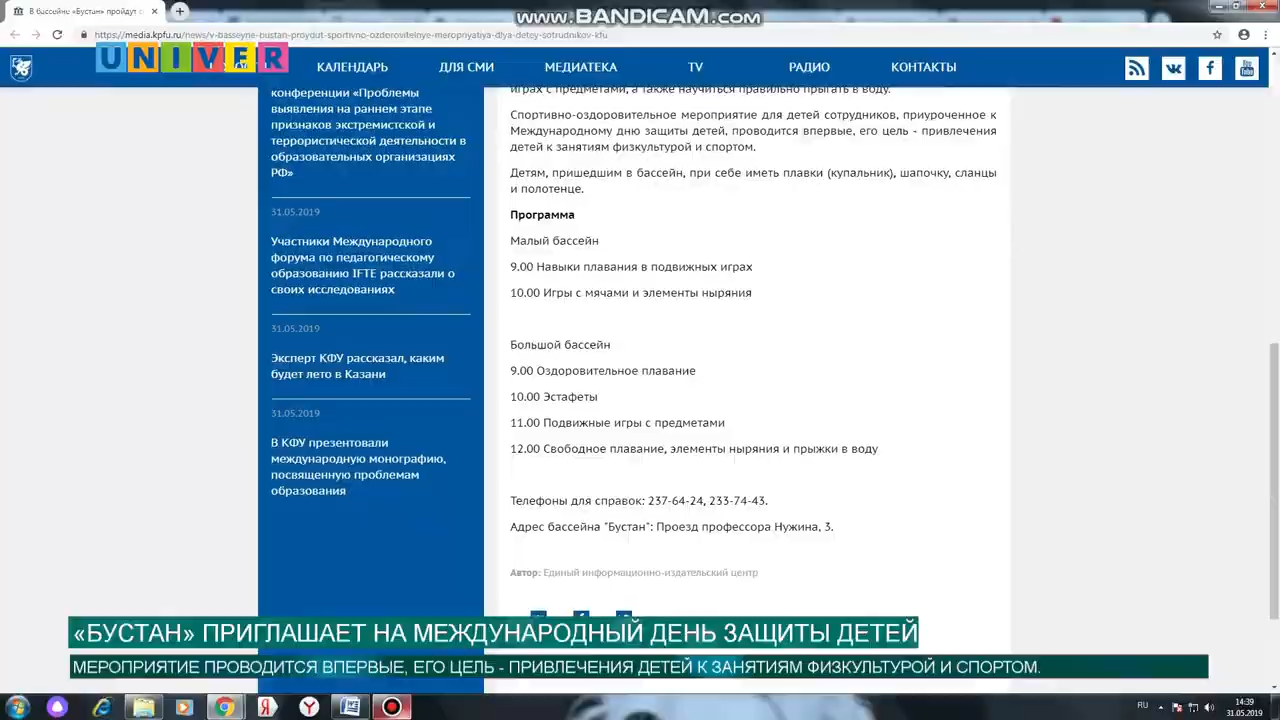 www.BANDICAM.com
В бассейне «Бустан» пройдут с
https://media.kpfu.ru/news/v-basseyne-bustan-proydut-sportivno-ozdorovitelnye-meropriyatiya-dlya-detey-sotrudnikov-kfu
UNIVER
КАЛЕНДАРЬ
ДЛЯ СМИ
МЕДИАТЕКА
TV
РАДИО
КОНТАКТЫ
You Tube
конференции «Проблемы
выявления на раннем этапе
признаков экстремистской и
террористической деятельности в
образовательных организациях
РФ»
31.05.2019
Участники Международного
форума по педагогическому
образованию IFTE рассказали о
своих исследованиях
31.05.2019
Эксперт КФУ рассказал, каким
будет лето в Казани
31.05.2019
В КФУ презентовали
международную монографию,
посвященную проблемам
образования
играх с предметами, а также научиться правильно прыгать в воду.
Спортивно-оздоровительное мероприятие для детей сотрудников, приуроченное к
Международному дню защиты детей, проводится впервые, его цель - привлечения
детей к занятиям физкультурой и спортом.
Детям, пришедшим в бассейн, при себе иметь плавки (купальник), шапочку, сланцы
и полотенце.
Программа
Малый бассейн
9.00 Навыки плавания в подвижных играх
10.00 Игры с мячами и элементы ныряния
Большой бассейн
9.00 Оздоровительное плавание
10.00 Эстафеты
11.00 Подвижные игры с предметами
12.00 Свободное плавание, элементы ныряния и прыжки в воду
Телефоны для справок: 237-64-24, 233-74-43.
Адрес бассейна "Бустан": Проезд профессора Нужина, 3.
Автор: Единый информационно-издательский центр
«БУСТАН» ПРИГЛАШАЕТ НА МЕЖДУНАРОДНЫЙ ДЕНЬ ЗАЩИТЫ ДЕТЕЙ
МЕРОПРИЯТИЕ ПРОВОДИТСЯ ВПЕРВЫЕ, ЕГО ЦЕЛЬ - ПРИВЛЕЧЕНИЯ ДЕТЕЙ К ЗАНЯТИЯМ ФИЗКУЛЬТУРОЙ И СПОРТОМ.
RU
14:39
31.05.2019